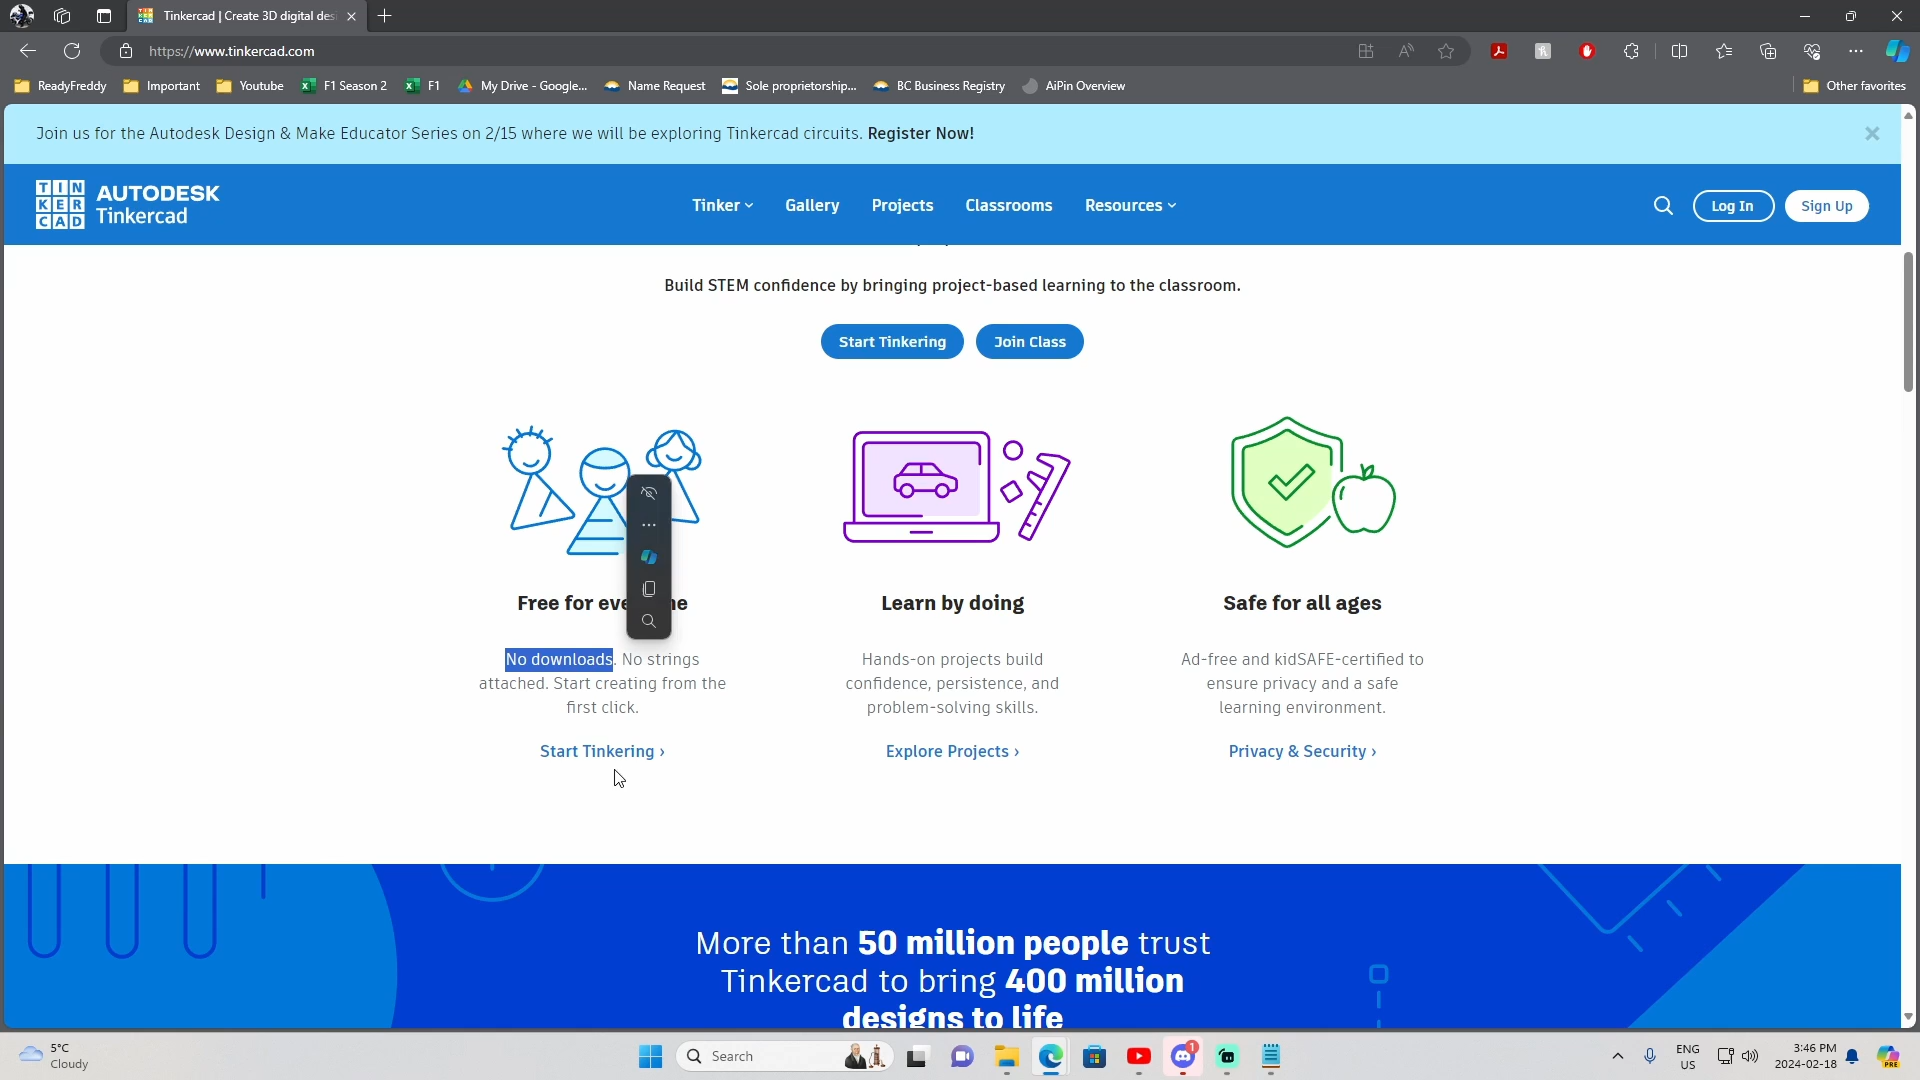 Tinkercad | Create 3D digital des
https://www.tinkercad.com
ReadyFreddy
Important
Youtube
F1 Season 2
F1
My Drive - Google...
Name Request
Sole proprietorship...
BC Business Registry
AiPin Overview
Other favorites
Join us for the Autodesk Design & Make Educator Series on 2/15 where we will be exploring Tinkercad circuits. Register Now!
TIN
KER
CAD
AUTODESK
Tinkercad
Tinker
Gallery
Projects
Classrooms
Resources
Log In
Sign Up
Build STEM confidence by bringing project-based learning to the classroom.
Start Tinkering
Join Class
Free for eve ne
Learn by doing
Safe for all ages
No downloads. No strings
attached. Start creating from the
first click.
Hands-on projects build
confidence, persistence, and
problem-solving skills.
Ad-free and kidSAFE-certified to
ensure privacy and a safe
learning environment.
Start Tinkering ›
Explore Projects ›
Privacy & Security ›
More than 50 million people trust
Tinkercad to bring 400 million
designs to life
5°C
Cloudy
Search
1
ENG
US
3:46 PM
2024-02-18
PRE